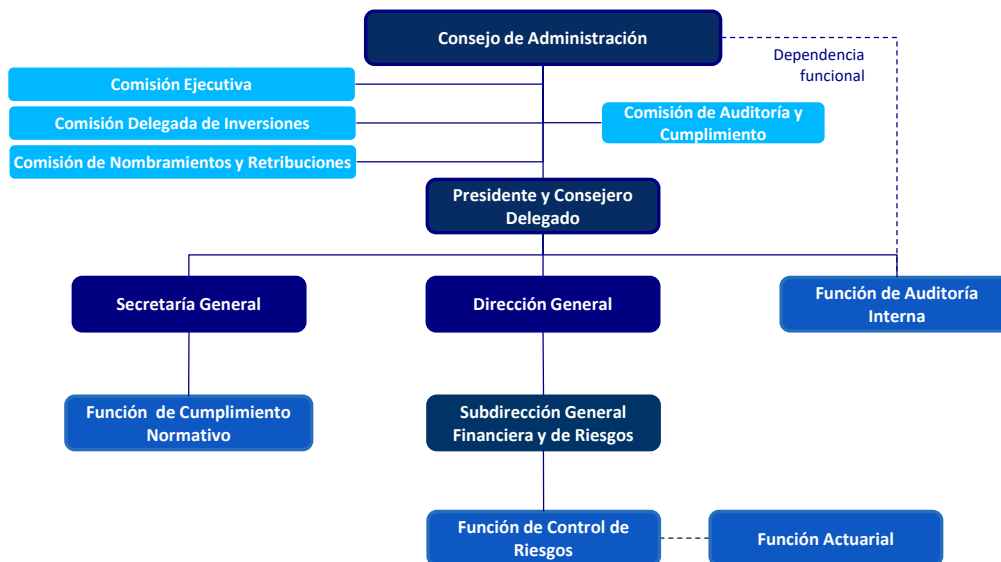 Consejo de Administración
Dependencia
funcional
Comisión Ejecutiva
Comisión Delegada de Inversiones
Comisión de Auditoría y
Cumplimiento
Comisión de Nombramientos y Retribuciones
Presidente y Consejero
Delegado
Secretaría General
Dirección General
Función de Auditoría
Interna
Función de Cumplimiento
Normativo
Subdirección General
Financiera y de Riesgos
Función de Control de
Riesgos
Función Actuarial